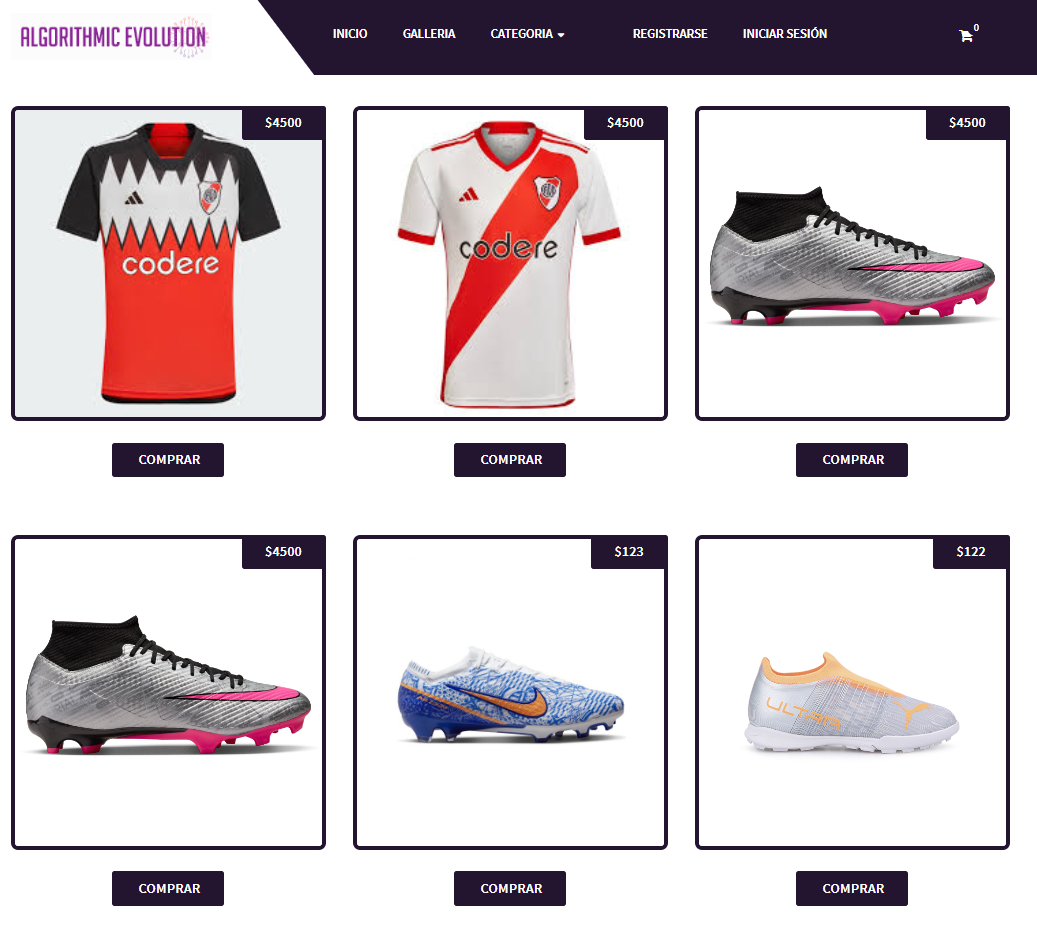 ALGORITHMIC EVOLUTION
INICIO GALLERIA CATEGORIA REGISTRARSE INICIAR SESIÓN 0
$4500 $4500 $4500
codere codere
COMPRAR COMPRAR COMPRAR
$4500 $123 $122
ULTRA
COMPRAR COMPRAR COMPRAR